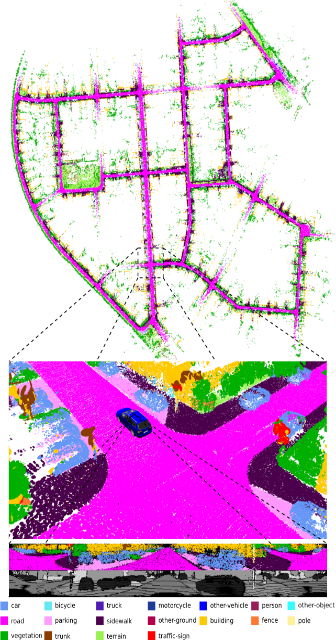 car bicycle truck motorcycle other-vehicle person other-object
road parking sidewalk other-ground building fence pole
vegetation trunk terrain traffic-sign